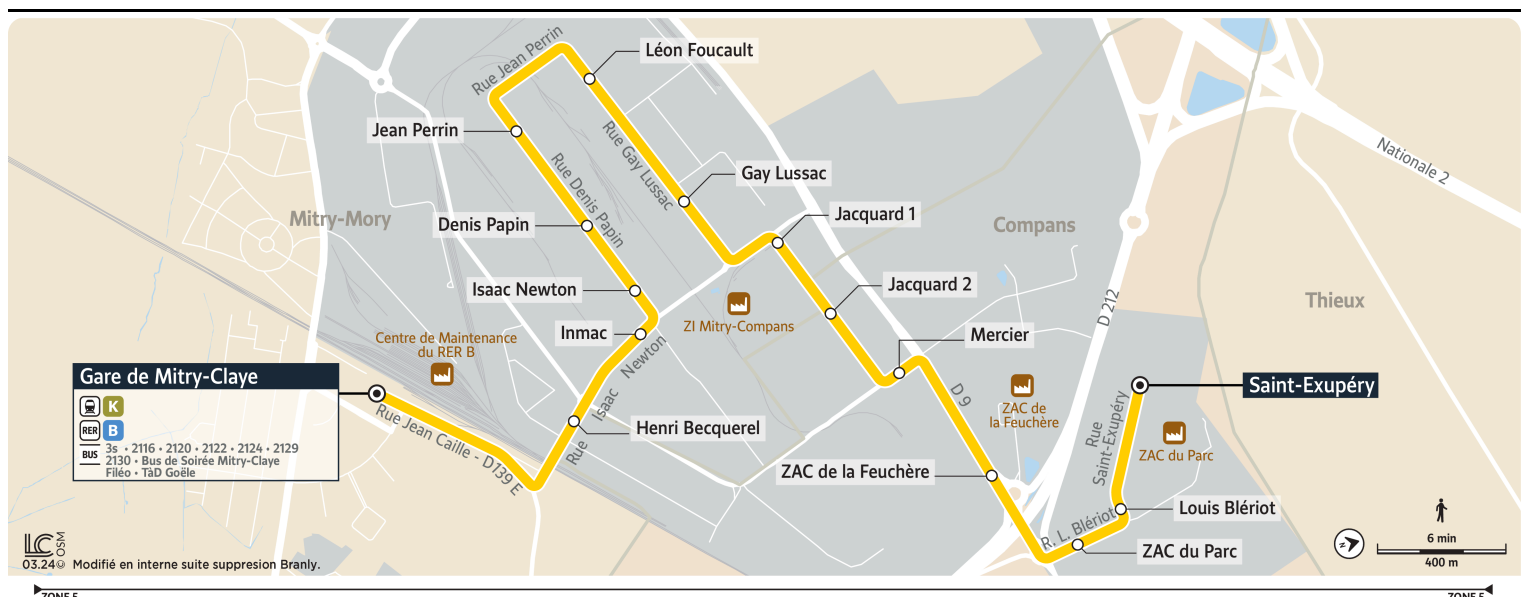 Rue Jean Perrin
Léon Foucault
Jean Perrin
Rue Gay Lussac
Nationale 2
Rue Denis Papin
Gay Lussac
Mitry-Mory
Denis Papin
Jacquard 1
Compans
Isaac Newton
Jacquard 2
D 212
Thieux
ZI Mitry-Compans
Inmac
Mercier
Centre de Maintenance
du RER B
Rue Isaac Newton
Gare de Mitry-Claye
K
RER B
BUS
3s • 2116 • 2120 • 2122 • 2124 • 2129
2130 • Bus de Soirée Mitry-Claye
Filéo • TàD Goële
Rue Jean Caille - D139 E
Henri Becquerel
D 9
ZAC de
la Feuchère
Saint-Exupéry
Rue
Saint-Exupéry
ZAC du Parc
ZAC de la Feuchère
Louis Blériot
R. L. Blériot
ZAC du Parc
N
6 min
400 m
LC OSM
03.24© Modifié en interne suite suppresion Branly.
ZONE 5
ZONE 5